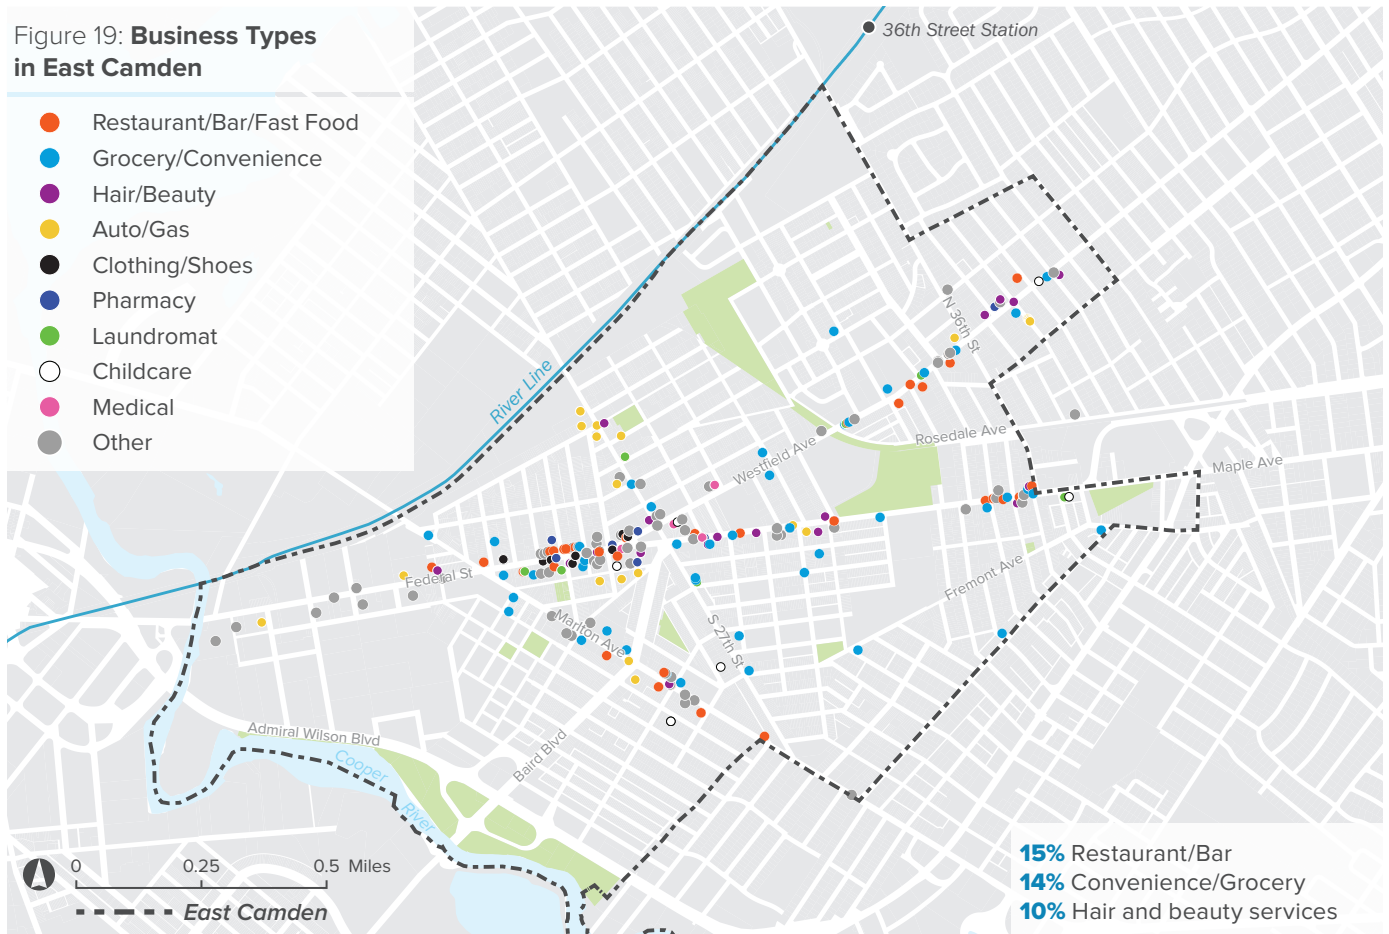 Figure 19: Business Types
in East Camden
Restaurant/Bar/Fast Food
Grocery/Convenience
Hair/Beauty
Auto/Gas
Clothing/Shoes
Pharmacy
Laundromat
Childcare
Medical
Other
36th Street Station
River Line
N 36th St
Westfield Ave
Rosedale Ave
Maple Ave
Federal St
Fremont Ave
Marlton Ave
S 27th St
Admiral Wilson Blvd
Baird Blvd
Cooper
River
0 0.25 0.5 Miles
East Camden
15% Restaurant/Bar
14% Convenience/Grocery
10% Hair and beauty services